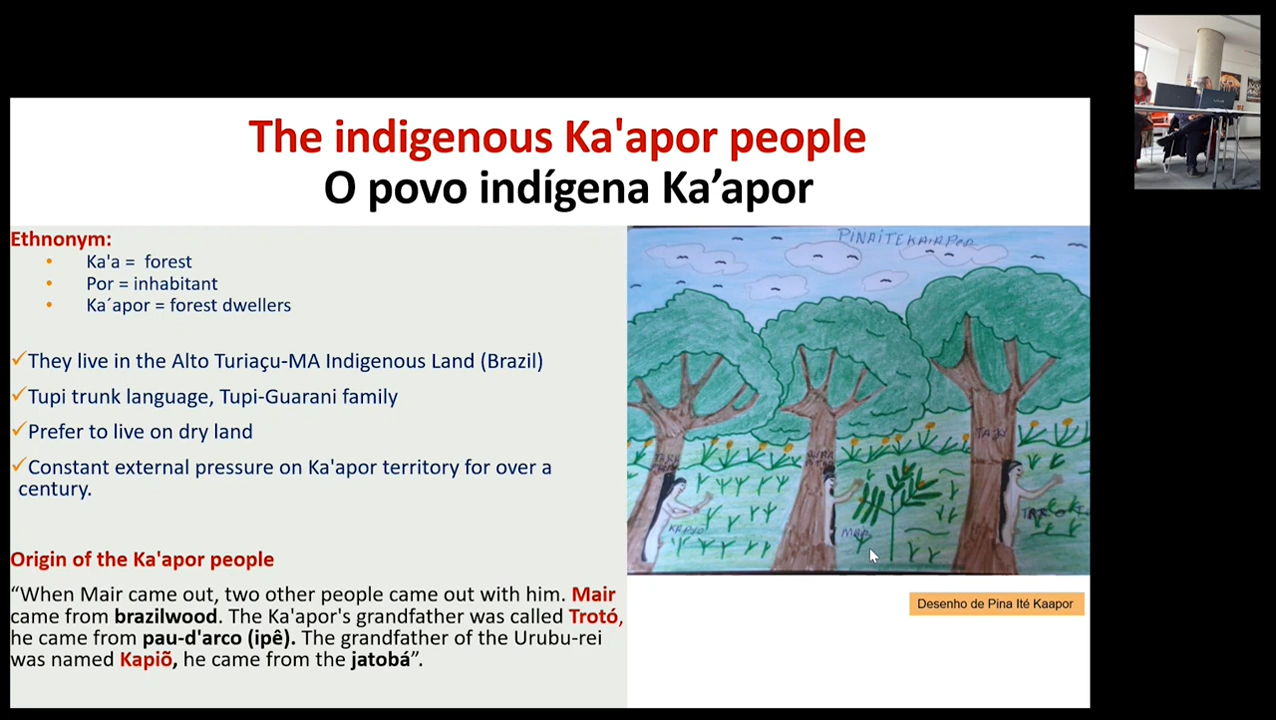 The indigenous Ka'apor people
O povo indígena Ka’apor
Ethnonym:
• Ka'a = forest
• Por = inhabitant
• Ka´apor = forest dwellers
✓They live in the Alto Turiaçu-MA Indigenous Land (Brazil)
✓Tupi trunk language, Tupi-Guarani family
✓Prefer to live on dry land
✓Constant external pressure on Ka'apor territory for over a
century.
Origin of the Ka'apor people
“When Mair came out, two other people came out with him. Mair
came from brazilwood. The Ka'apor's grandfather was called Trotó,
he came from pau-d'arco (ipê). The grandfather of the Urubu-rei
was named Kapiõ, he came from the jatobá”.
PINAITEKAAPOR
TAJY
KAPIO
MAIR
Desenho de Pina Ité Kaapor